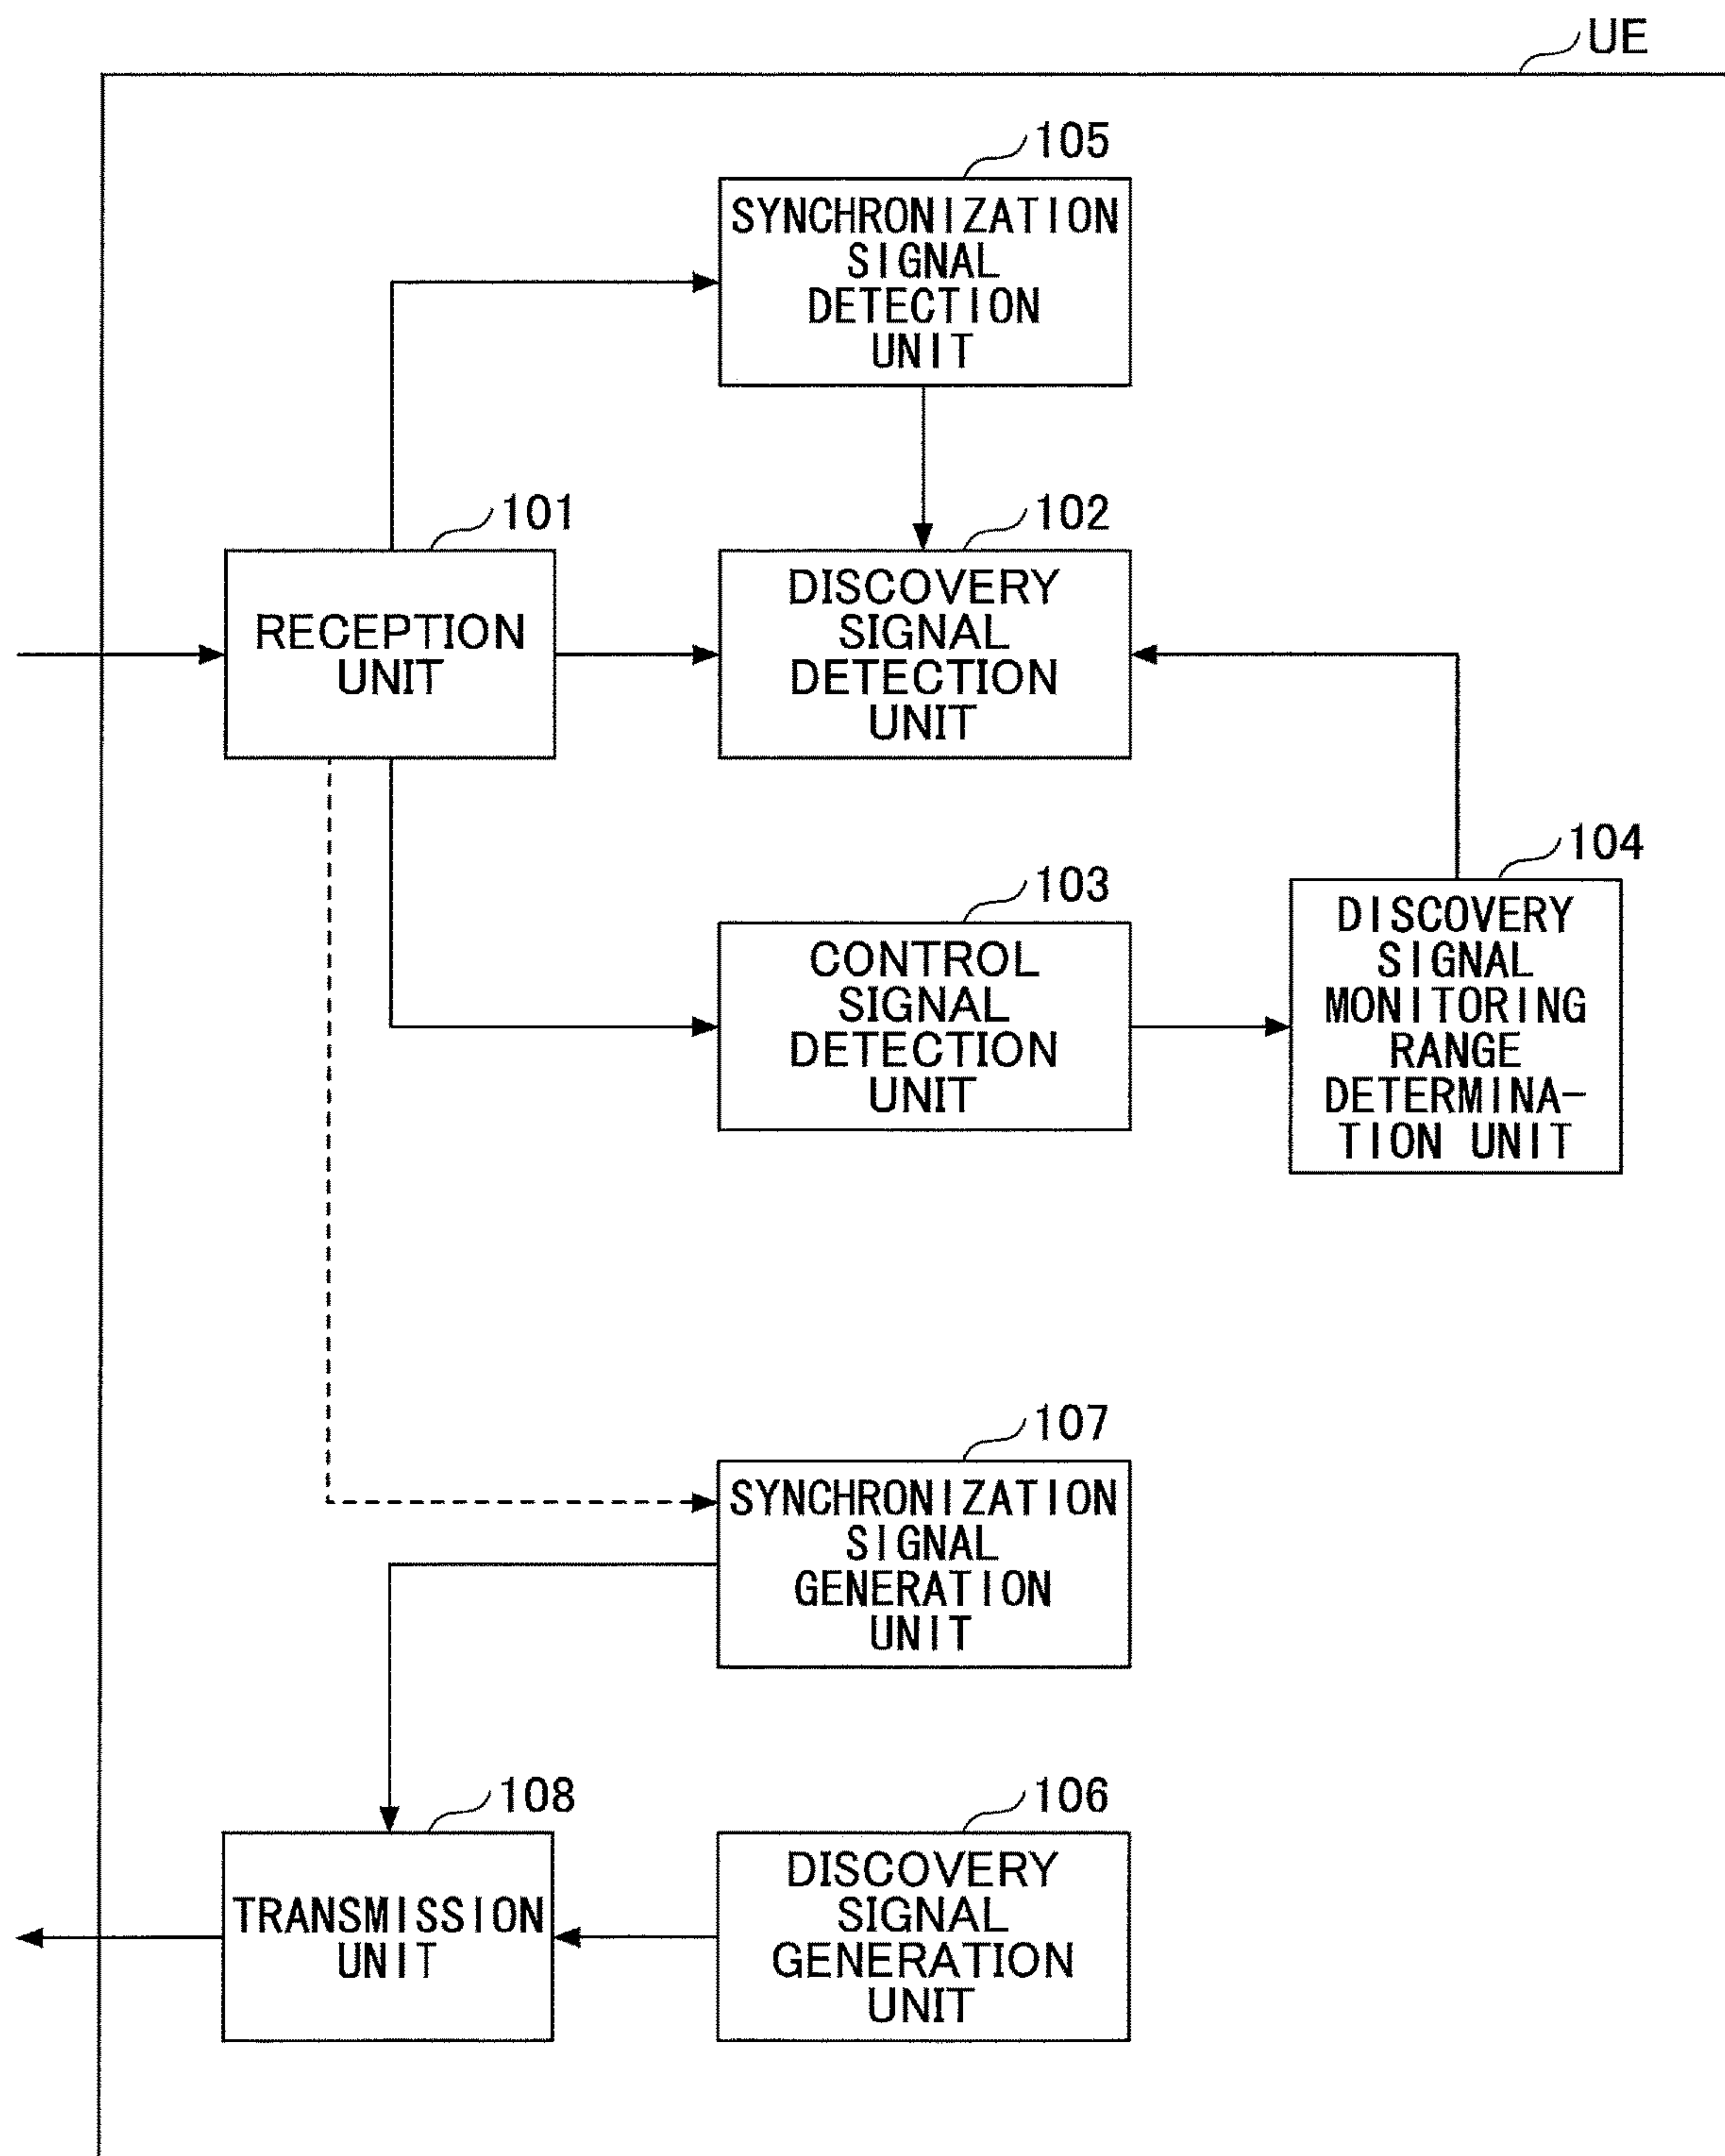 UE
105
SYNCHRONIZATION
SIGNAL
DETECTION
UNIT
101
RECEPTION
UNIT
102
DISCOVERY
SIGNAL
DETECTION
UNIT
103
CONTROL
SIGNAL
DETECTION
UNIT
104
DISCOVERY
SIGNAL
MONITORING
RANGE
DETERMINA-
TION UNIT
107
SYNCHRONIZATION
SIGNAL
GENERATION
UNIT
108
TRANSMISSION
UNIT
106
DISCOVERY
SIGNAL
GENERATION
UNIT